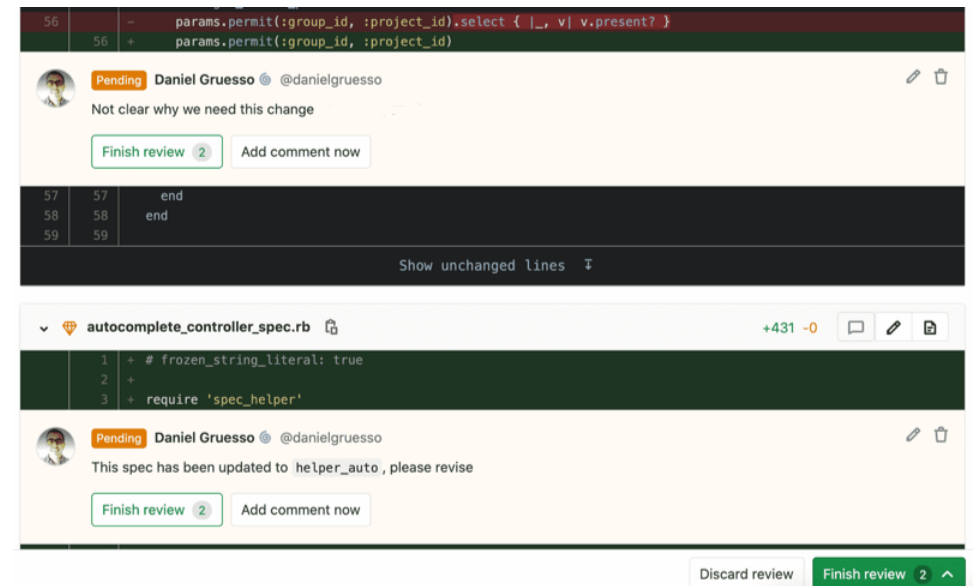 56 - params.permit(:group_id, :project_id).select { |_, v| v.present? }
56 + params.permit(:group_id, :project_id)
Pending Daniel Gruesso @danielgruesso
Not clear why we need this change
Finish review 2 Add comment now
57 57 end
58 58 end
59 59
Show unchanged lines
autocomplete_controller_spec.rb +431 -0
1 + # frozen_string_literal: true
2 +
3 + require 'spec_helper'
Pending Daniel Gruesso @danielgruesso
This spec has been updated to helper_auto , please revise
Finish review 2 Add comment now
Discard review Finish review 2